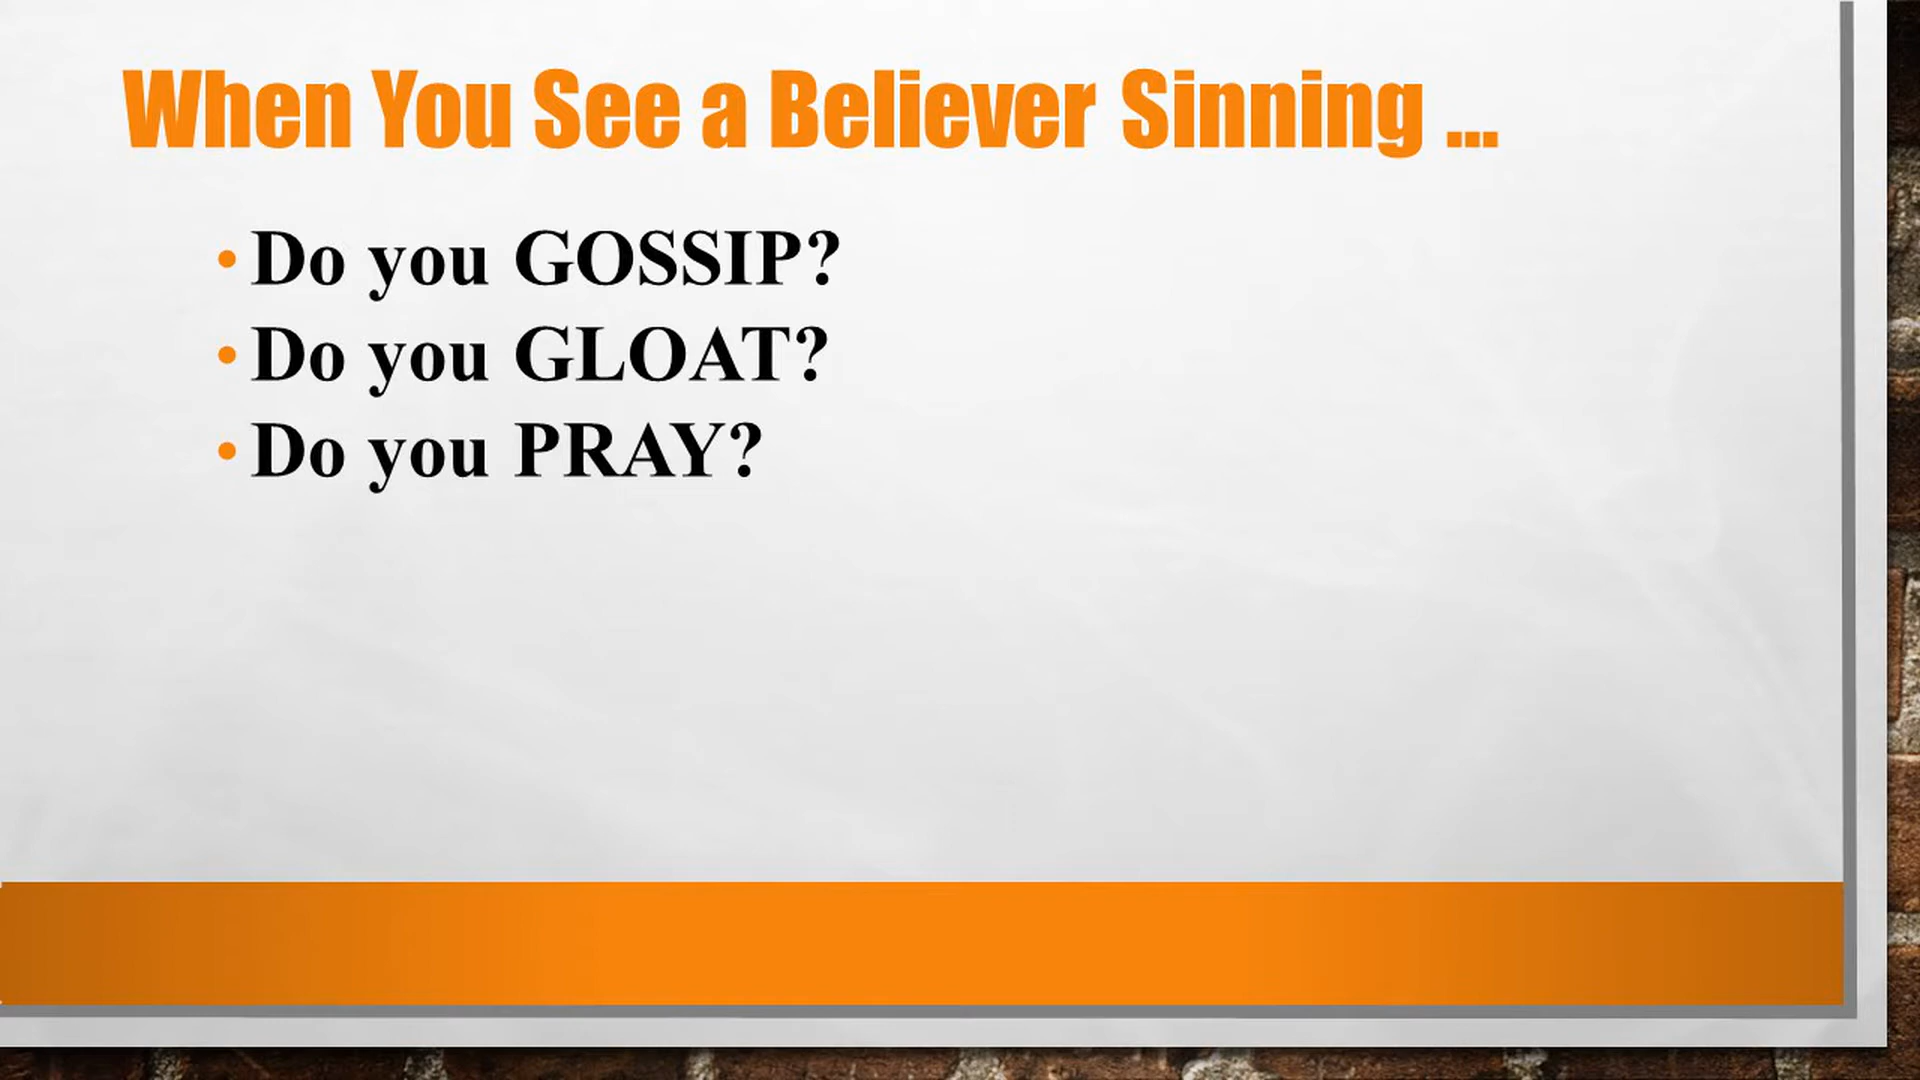 When You See a Believer Sinning ...
• Do you GOSSIP?
• Do you GLOAT?
• Do you PRAY?